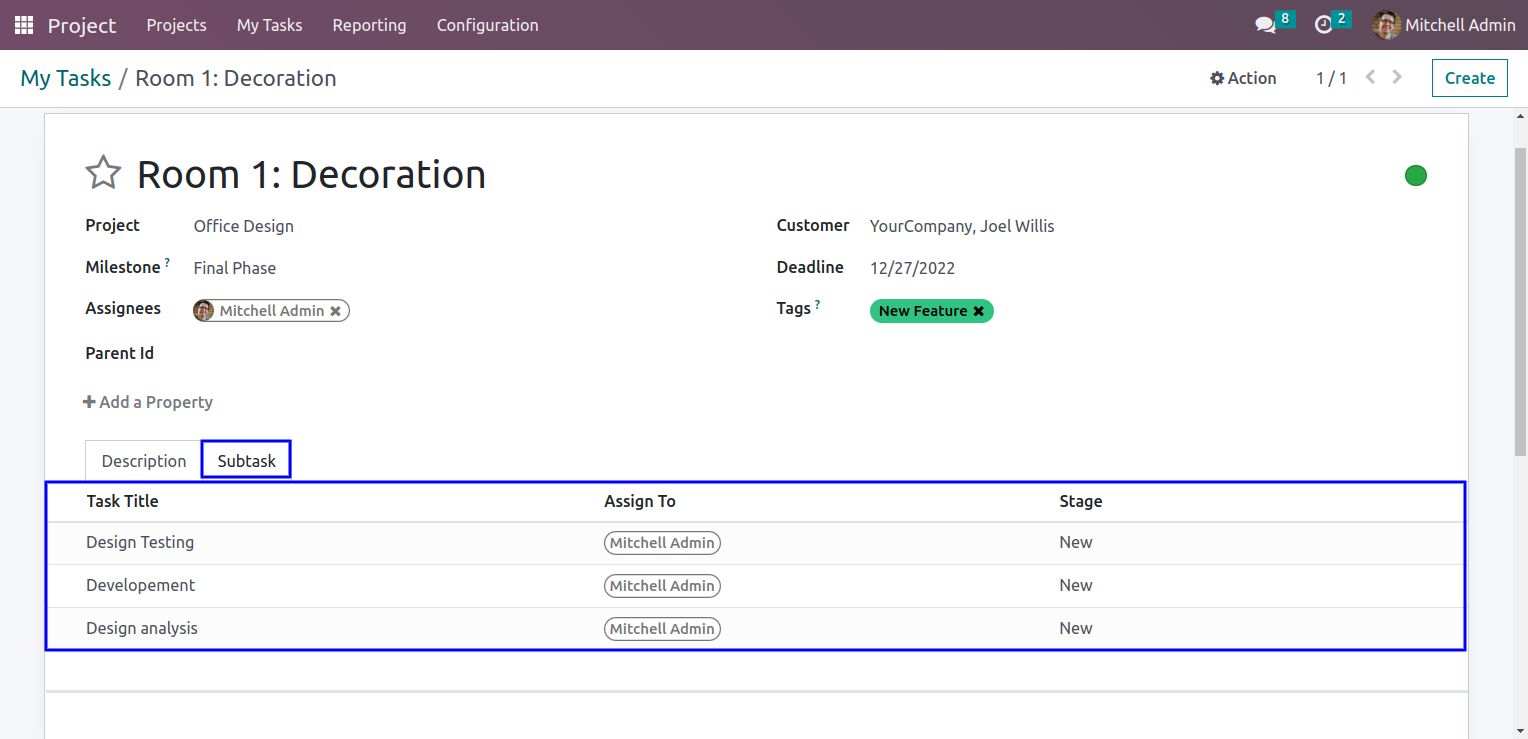 Project Projects My Tasks Reporting Configuration 8 2 Mitchell Admin
My Tasks / Room 1: Decoration Action 1 / 1 Create
Room 1: Decoration
Project Office Design Customer YourCompany, Joel Willis
Milestone ? Final Phase Deadline 12/27/2022
Assignees Mitchell Admin Tags ? New Feature
Parent Id
Add a Property
Description Subtask
Task Title Assign To Stage
Design Testing Mitchell Admin New
Developement Mitchell Admin New
Design analysis Mitchell Admin New